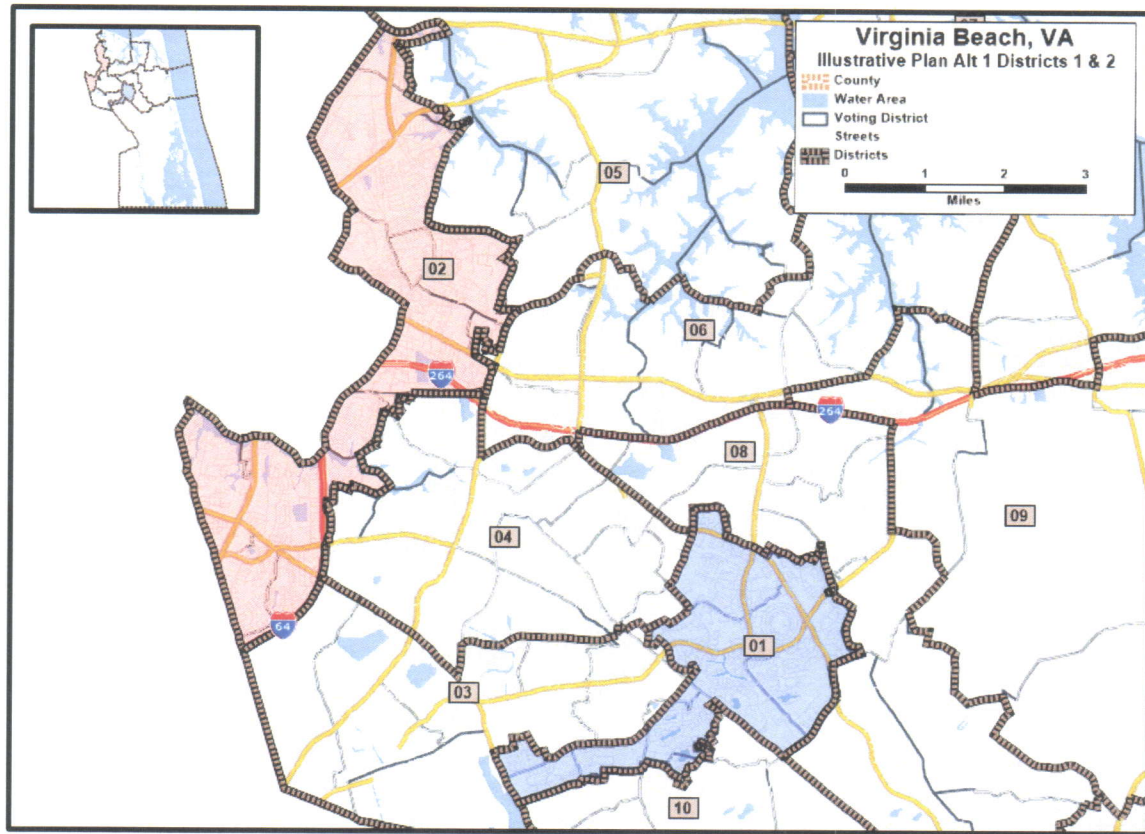 Virginia Beach, VA
Illustrative Plan Alt 1 Districts 1 & 2
County
Water Area
Voting District
Streets
Districts
0 1 2 3
Miles
05
02
06
264
264
08
09
04
64
01
03
10